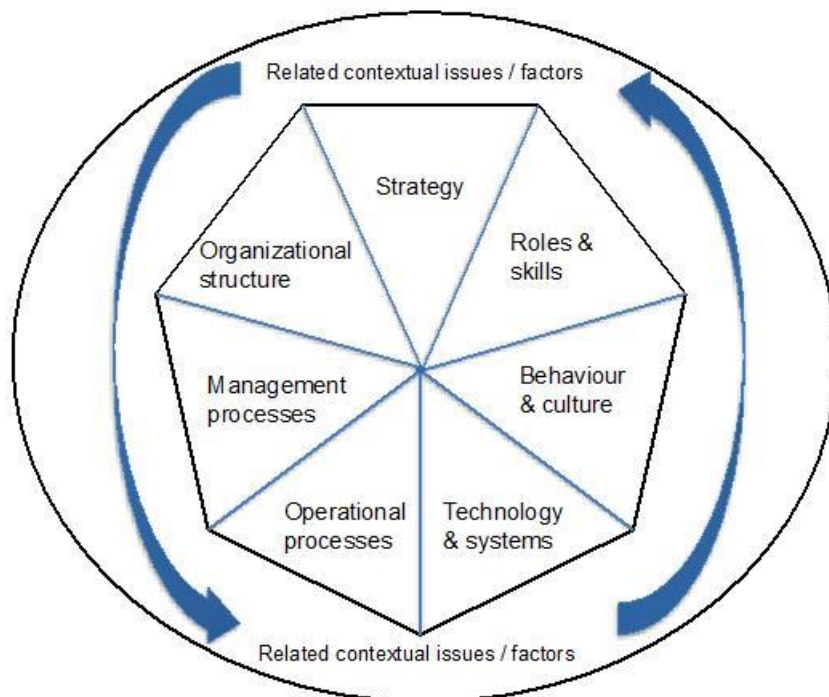 Related contextual issues / factors
Strategy
Organizational
structure
Roles &
skills
Management
processes
Behaviour
& culture
Operational
processes
Technology
& systems
Related contextual issues / factors